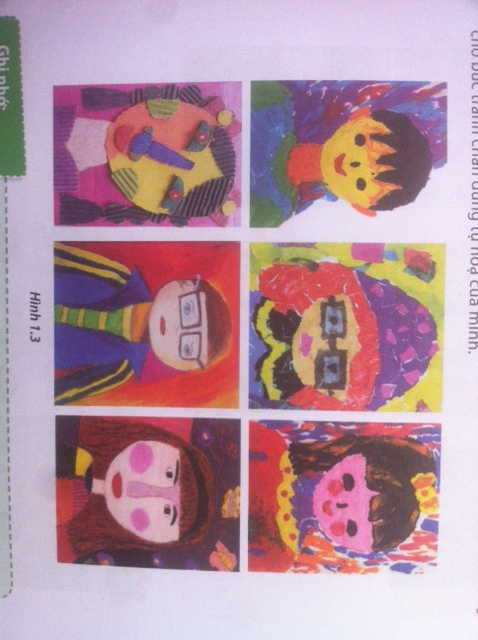 cho bức tranh chân dung tự hoạ của mình.
Hình 1.3
Ghi nhớ